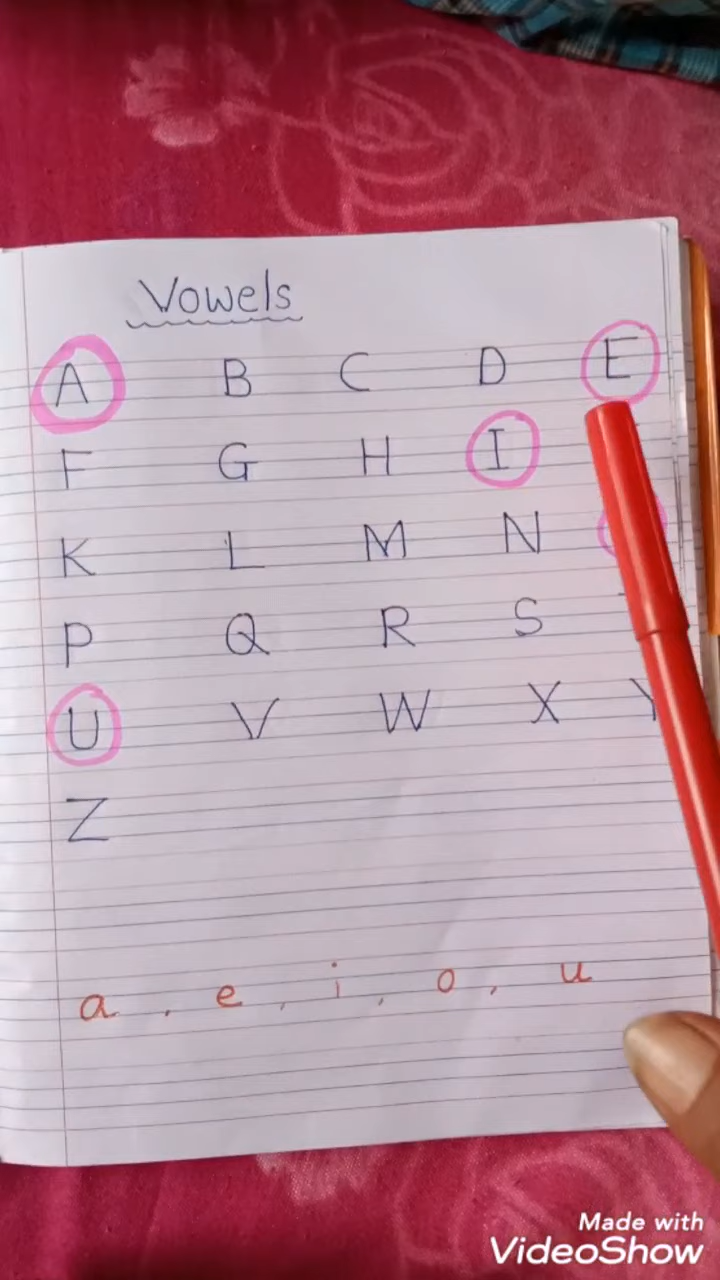 Vowels
A B C D E
F G H I
K L M N
P Q R S
U V W X Y
Z
a , e , i , o , u
Made with
VideoShow